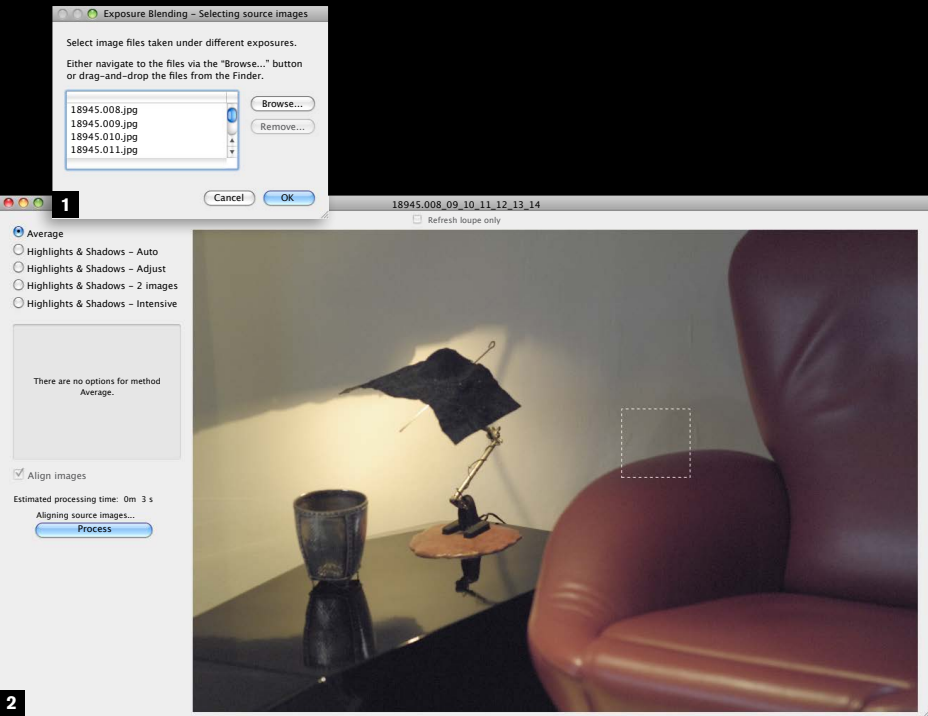 Exposure Blending – Selecting source images
Select image files taken under different exposures.
Either navigate to the files via the "Browse..." button
or drag-and-drop the files from the Finder.
18945.008.jpg
18945.009.jpg
18945.010.jpg
18945.011.jpg
Browse...
Remove...
Cancel
OK
1
18945.008_09_10_11_12_13_14
Refresh loupe only
Average
Highlights & Shadows – Auto
Highlights & Shadows – Adjust
Highlights & Shadows – 2 images
Highlights & Shadows – Intensive
There are no options for method
Average.
Align images
Estimated processing time: 0m 3 s
Aligning source images...
Process
2